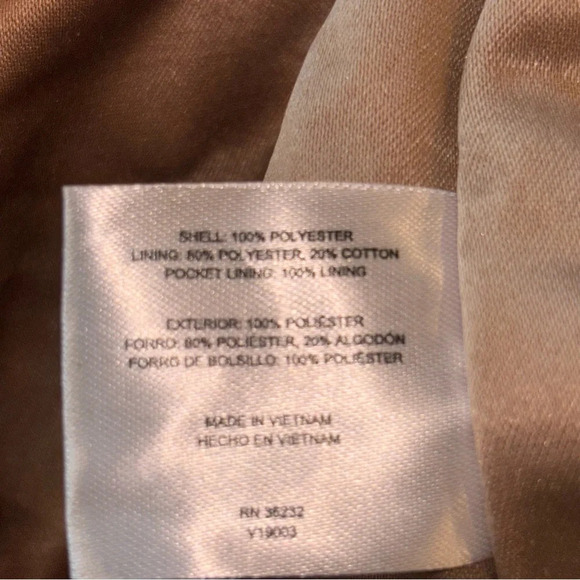 SHELL: 100% POLYESTER
LINING: 80% POLYESTER, 20% COTTON
POCKET LINING: 100% LINING
EXTERIOR: 100% POLIÉSTER
FORRO: 80% POLIÉSTER, 20% ALGODÓN
FORRO DE BOLSILLO: 100% POLIÉSTER
MADE IN VIETNAM
HECHO EN VIETNAM
RN 36232
V19003